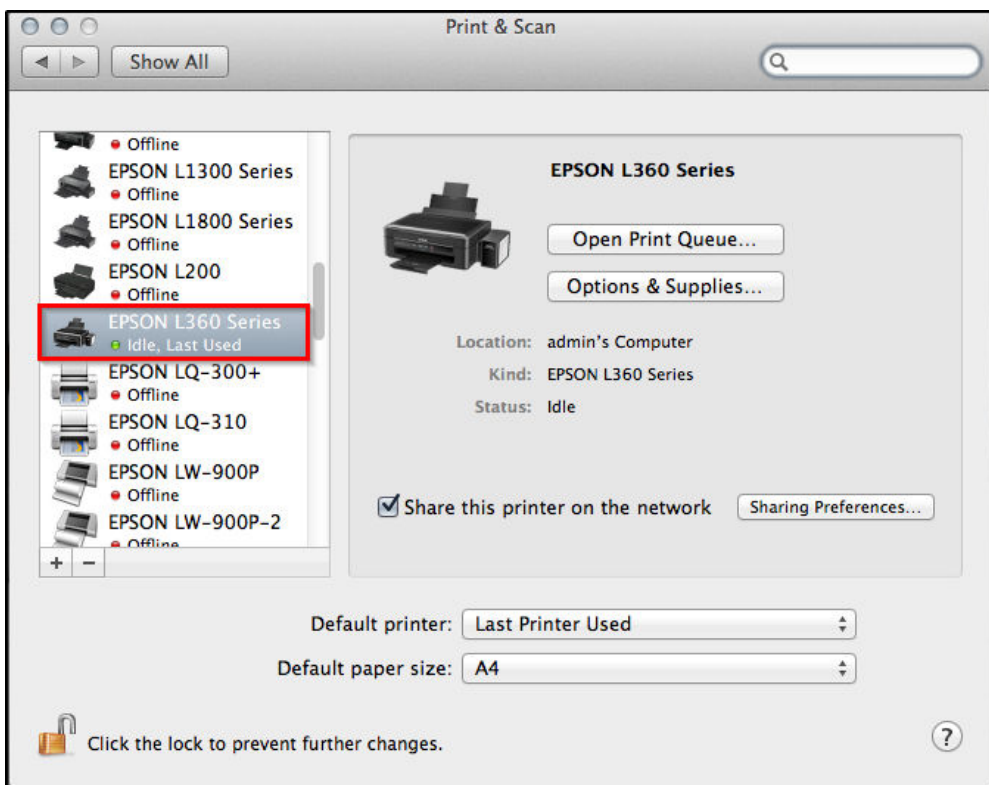 Print & Scan
Show All
Offline
EPSON L1300 Series
Offline
EPSON L1800 Series
Offline
EPSON L200
Offline
EPSON L360 Series
Idle, Last Used
EPSON LQ-300+
Offline
EPSON LQ-310
Offline
EPSON LW-900P
Offline
EPSON LW-900P-2
Offline
+ −
EPSON L360 Series
Open Print Queue...
Options & Supplies...
Location: admin's Computer
Kind: EPSON L360 Series
Status: Idle
Share this printer on the network Sharing Preferences...
Default printer: Last Printer Used
Default paper size: A4
Click the lock to prevent further changes.
?